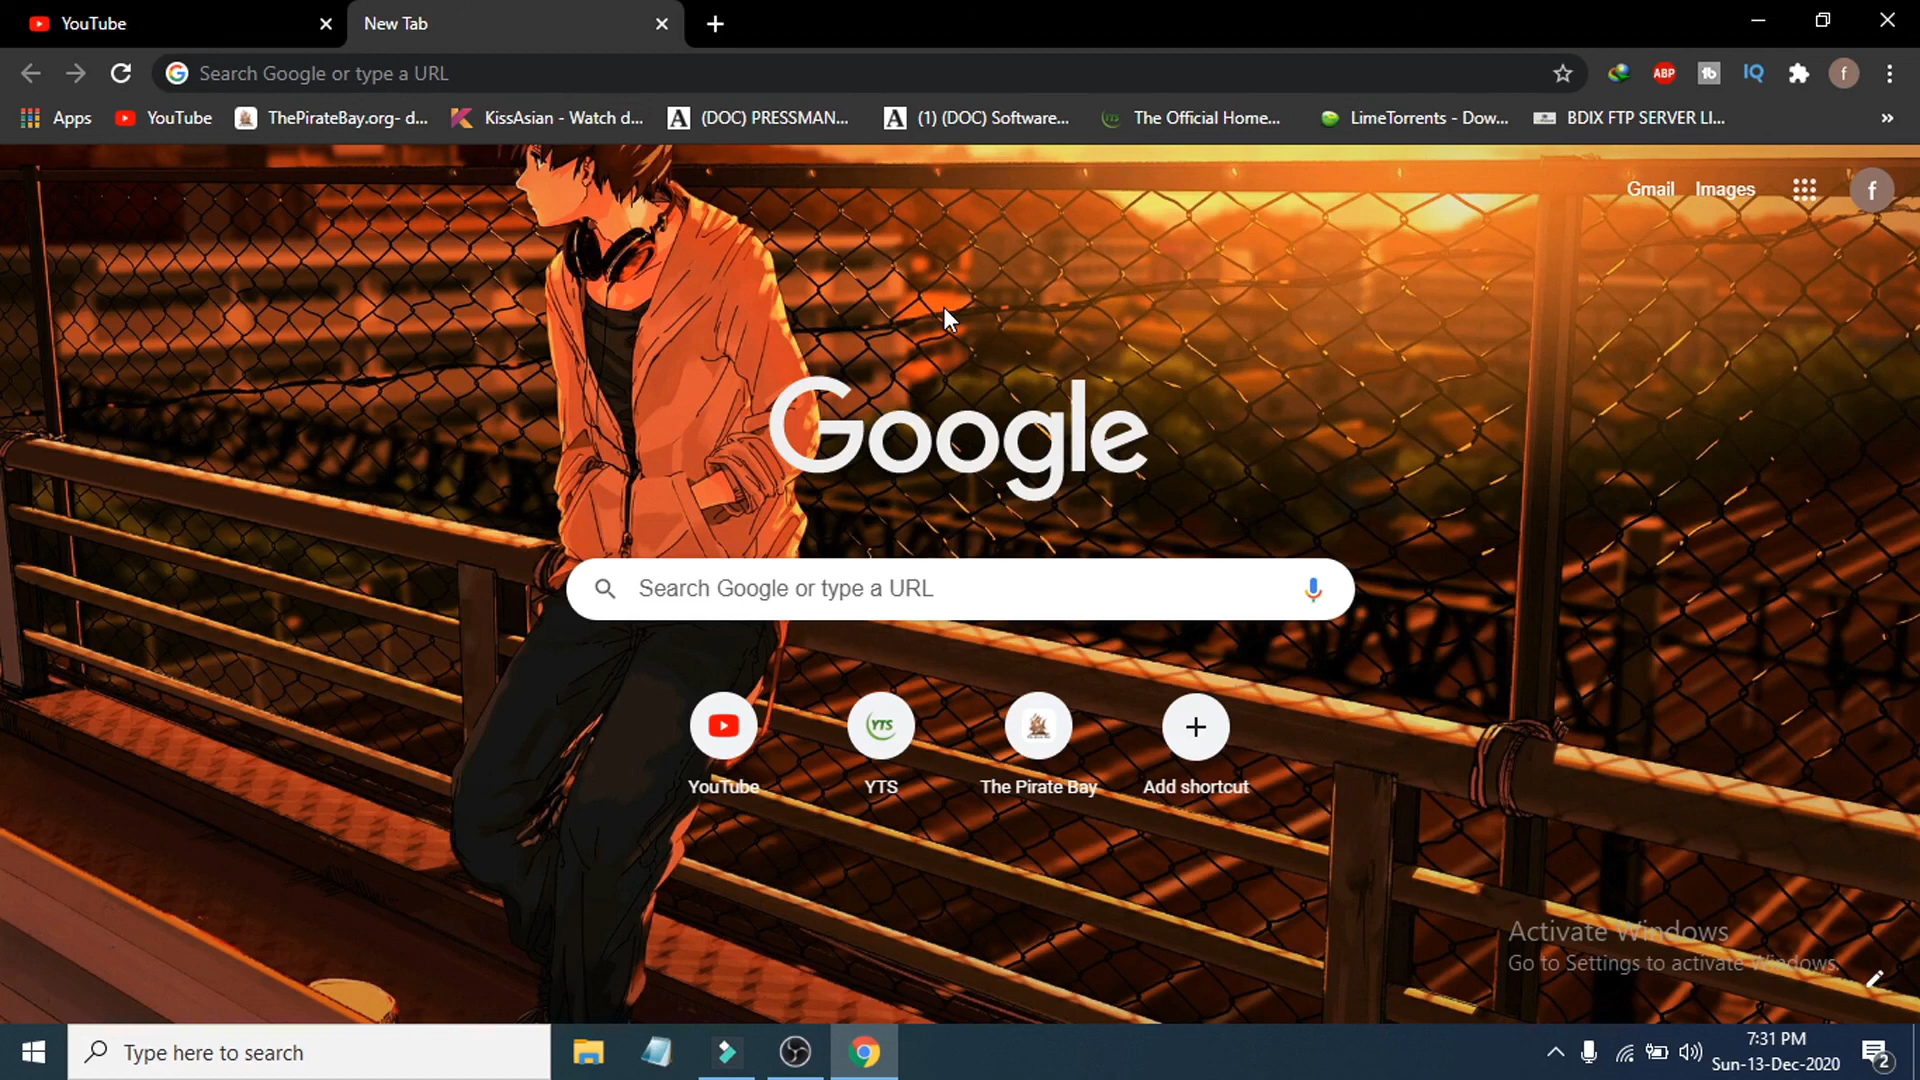 YouTube
New Tab
Search Google or type a URL
ABP
IQ
f
Apps
YouTube
ThePirateBay.org- d...
KissAsian - Watch d...
(DOC) PRESSMAN...
(1) (DOC) Software...
The Official Home...
LimeTorrents - Dow...
BDIX FTP SERVER LI...
Gmail
Images
f
Google
Search Google or type a URL
YTS
YouTube
YTS
The Pirate Bay
Add shortcut
Activate Windows
Go to Settings to activate Windows.
Type here to search
7:31 PM
Sun-13-Dec-2020
2